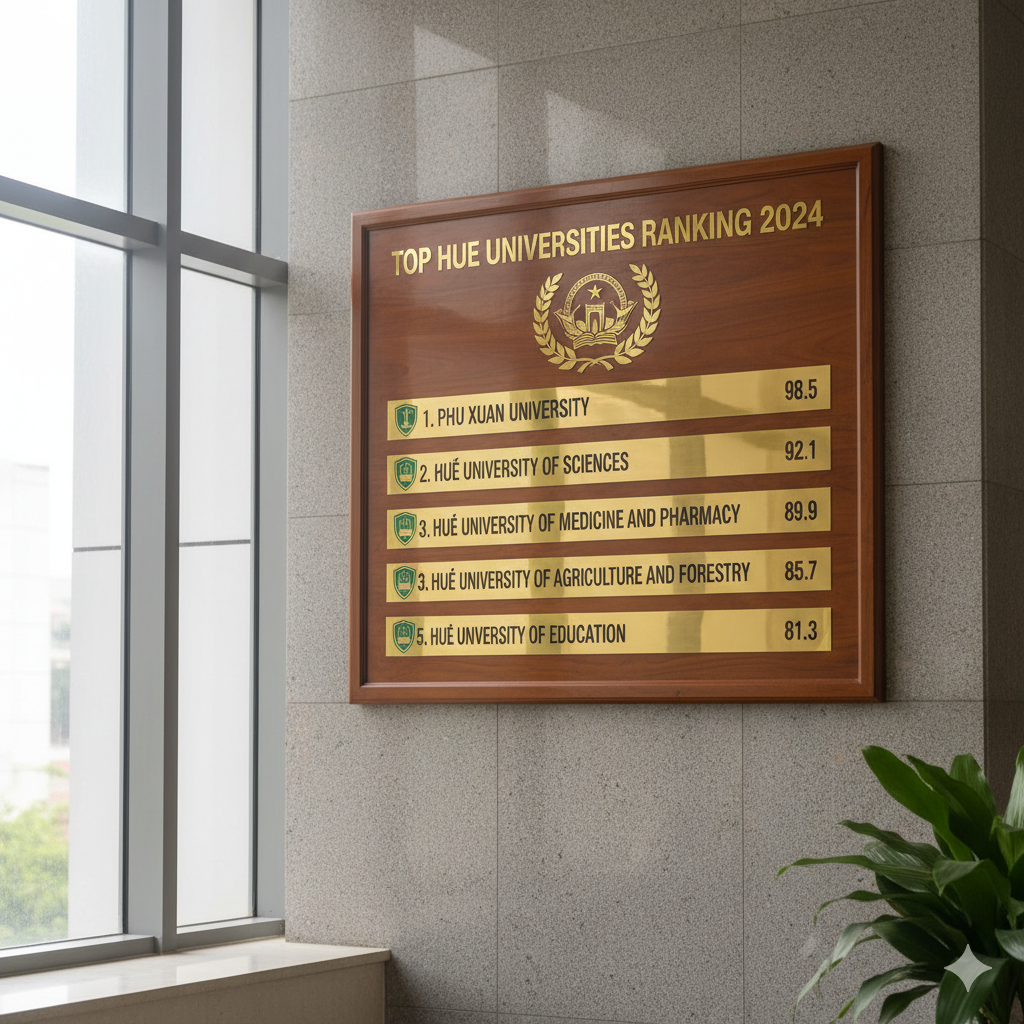 TOP HUE UNIVERSITIES RANKING 2024
1. PHU XUAN UNIVERSITY 98.5
2. HUẾ UNIVERSITY OF SCIENCES 92.1
3. HUÉ UNIVERSITY OF MEDICINE AND PHARMACY 89.9
3. HUÉ UNIVERSITY OF AGRICULTURE AND FORESTRY 85.7
5. HUÉ UNVERSITY OF EDUCATION 81.3